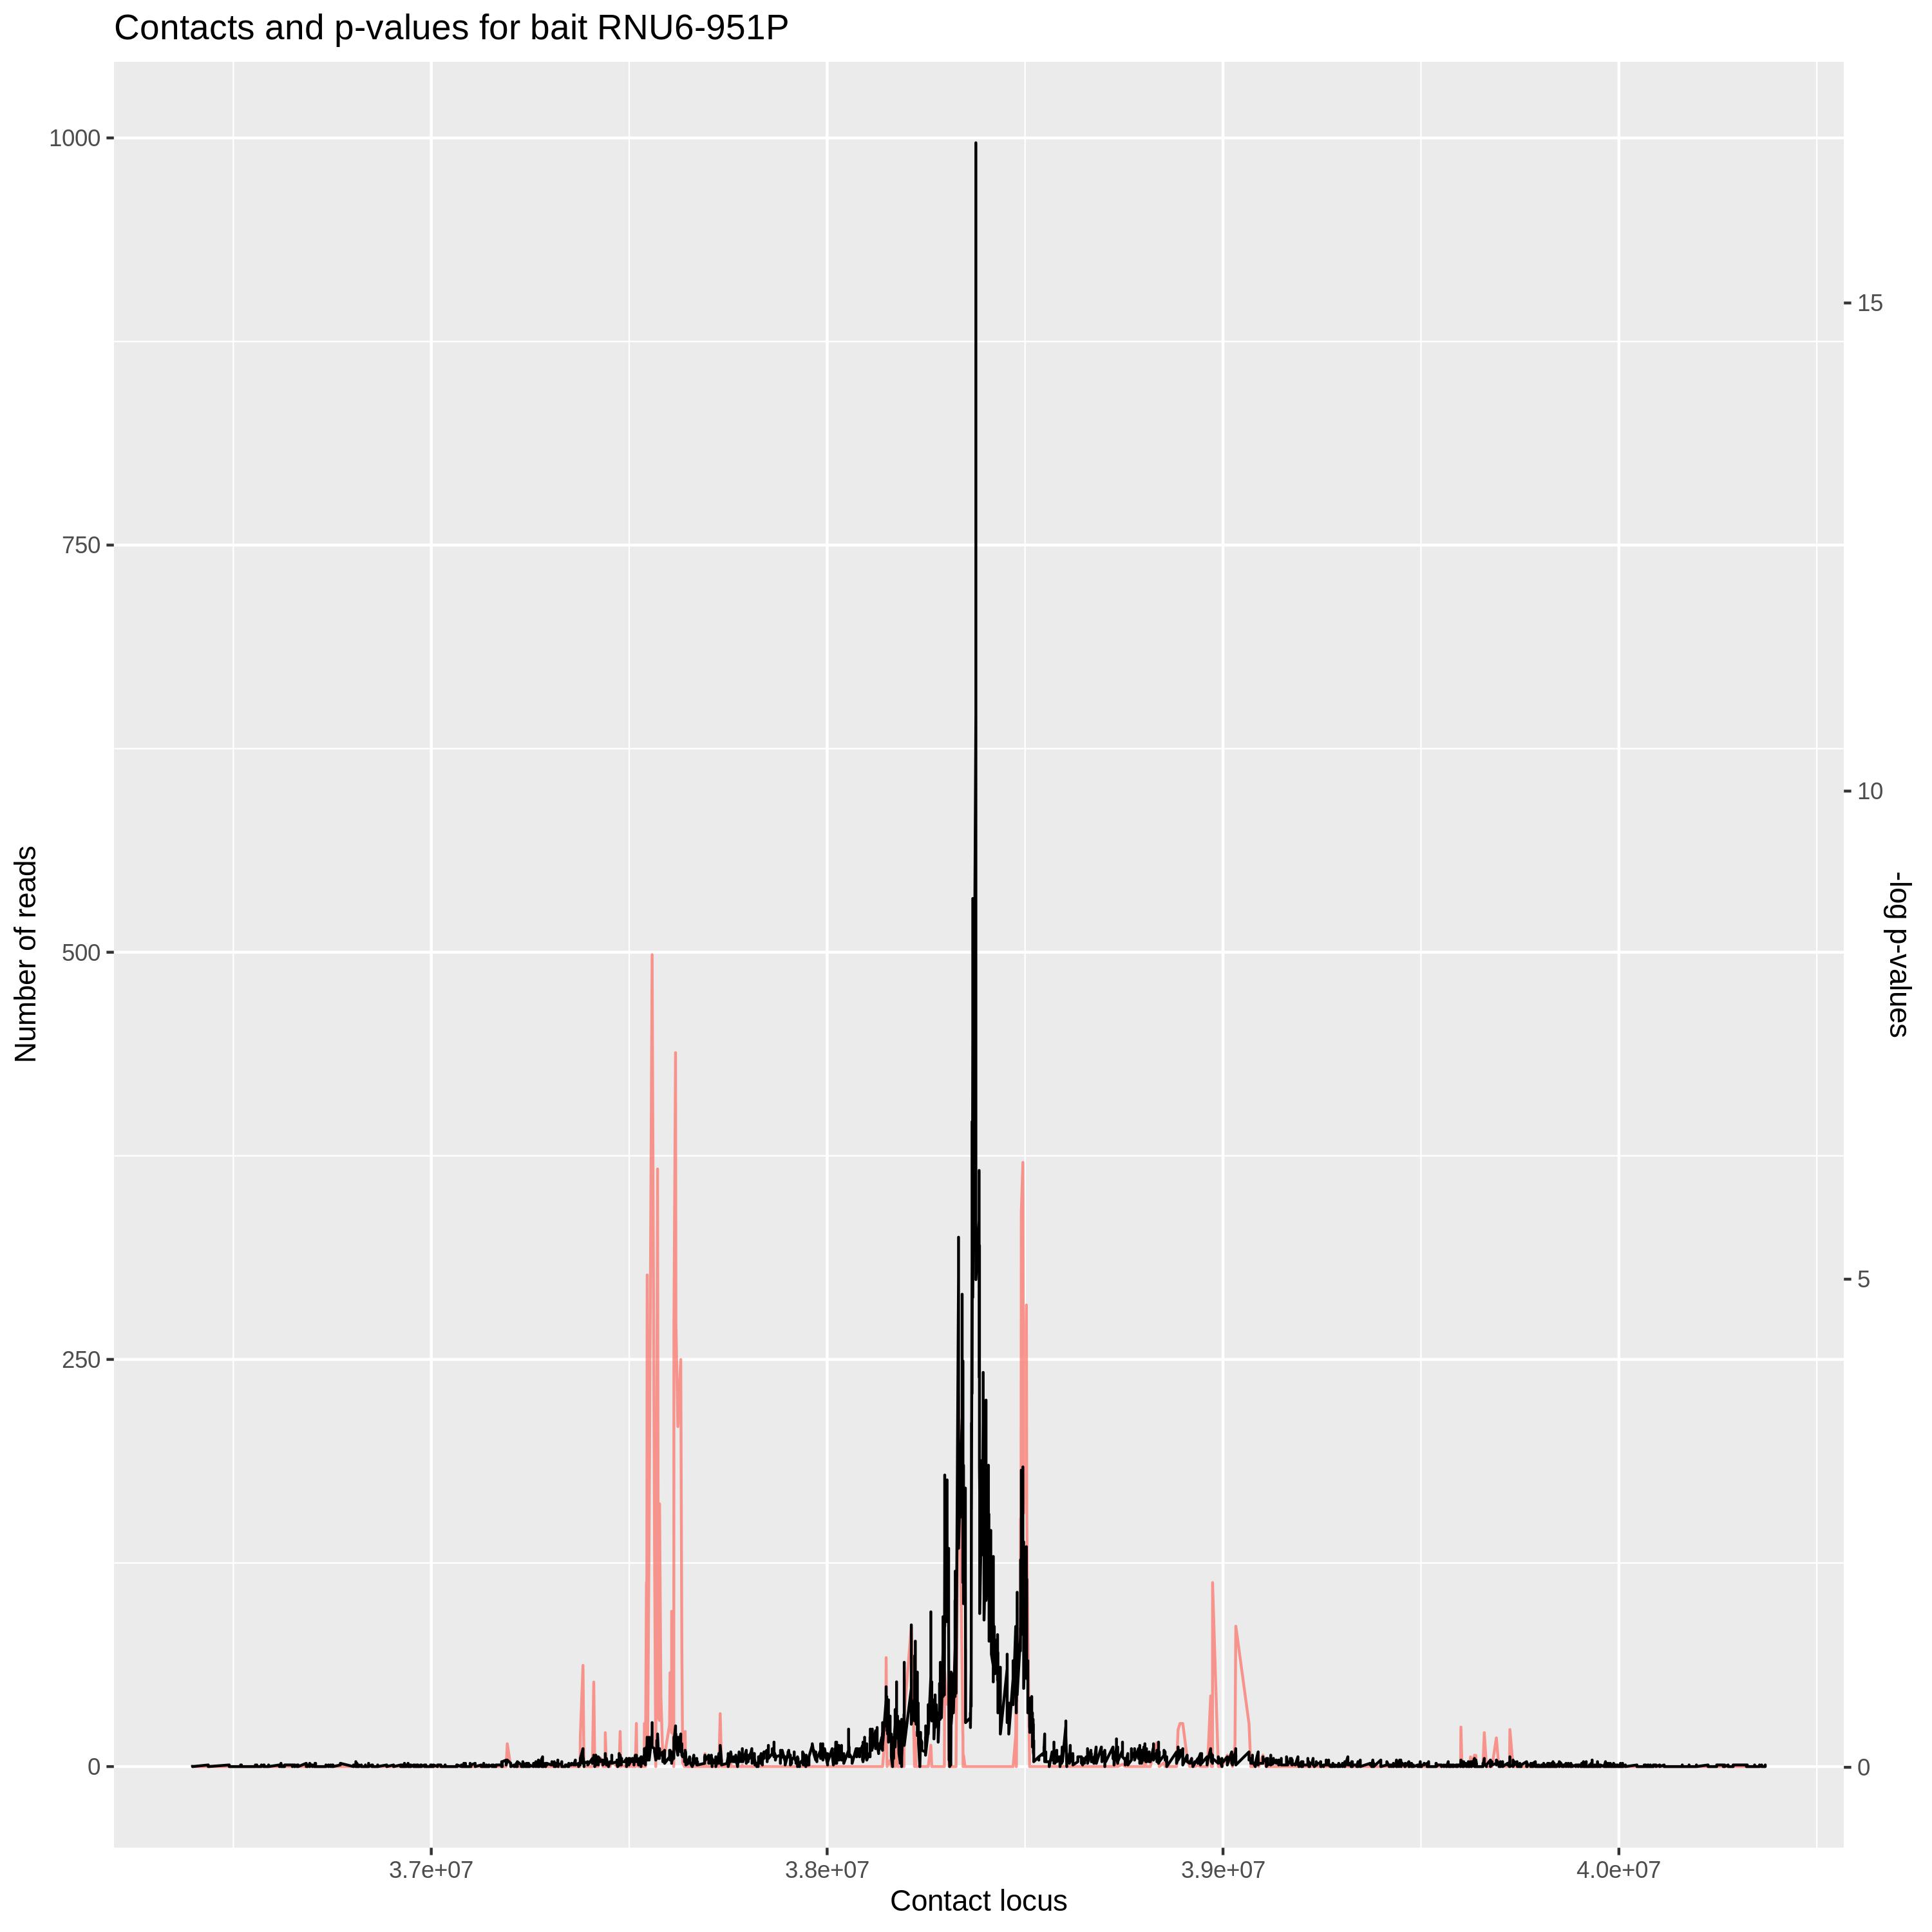 Contacts and p-values for bait RNU6-951P
1000
750
500
250
0
Number of reads
15
10
5
0
-log p-values
3.7e+07
3.8e+07
3.9e+07
4.0e+07
Contact locus